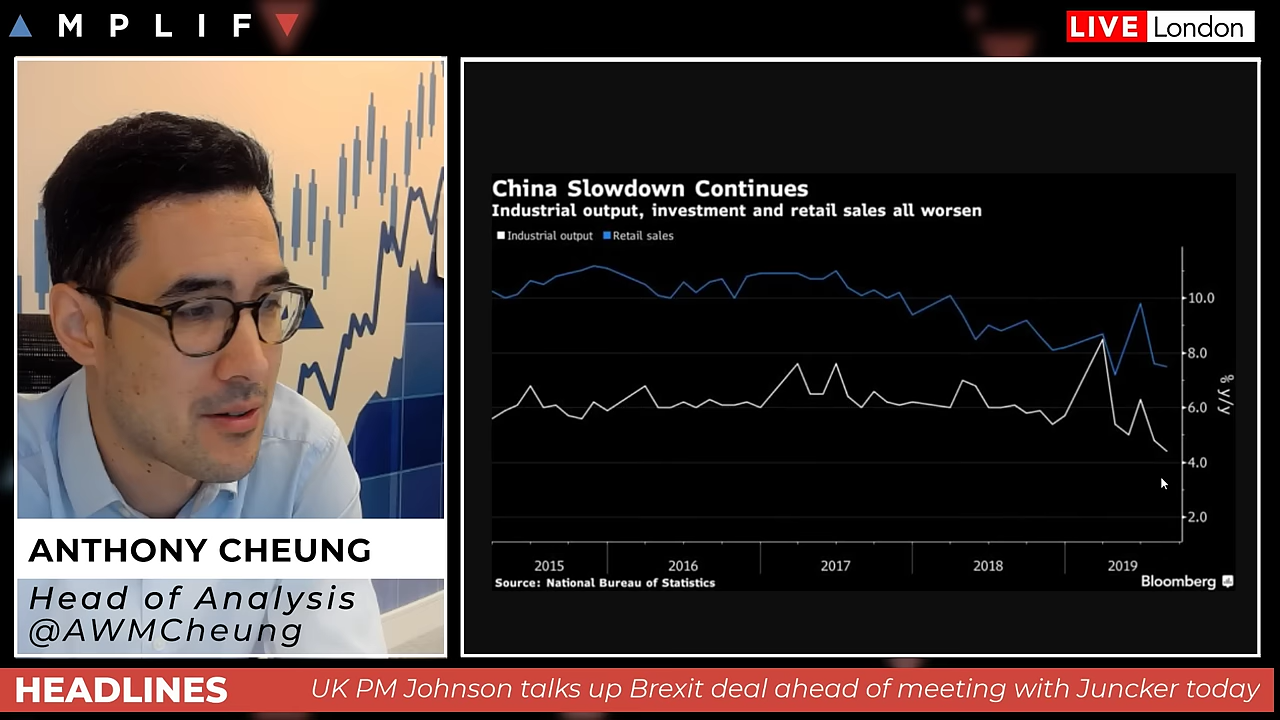 ▲ MPLIF▼
LIVE London
China Slowdown Continues
Industrial output, investment and retail sales all worsen
Industrial output Retail sales
10.0
8.0
6.0
4.0
2.0
% y/y
2015 2016 2017 2018 2019
Source: National Bureau of Statistics
Bloomberg
ANTHONY CHEUNG
Head of Analysis
@AWMCheung
HEADLINES UK PM Johnson talks up Brexit deal ahead of meeting with Juncker today